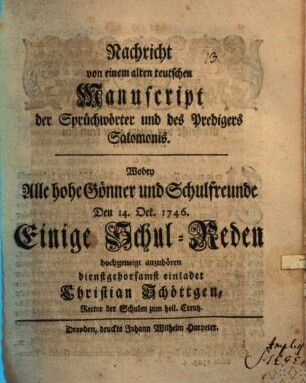 Nachricht
von einem alten teutschen
Manuscript
der Sprüchwörter und des Predigers
Salomonis.
Wobey
Alle hohe Gönner und Schulfreunde
Den 14. Oct. 1746.
Einige Schul-Reden
hochgeneigt anzuhören
dienstgehorsamst einladet
Christian Schöttgen,
Rector der Schulen zum heil. Creutz.
Dresden, druckts Johann Wilhelm Harpeter.